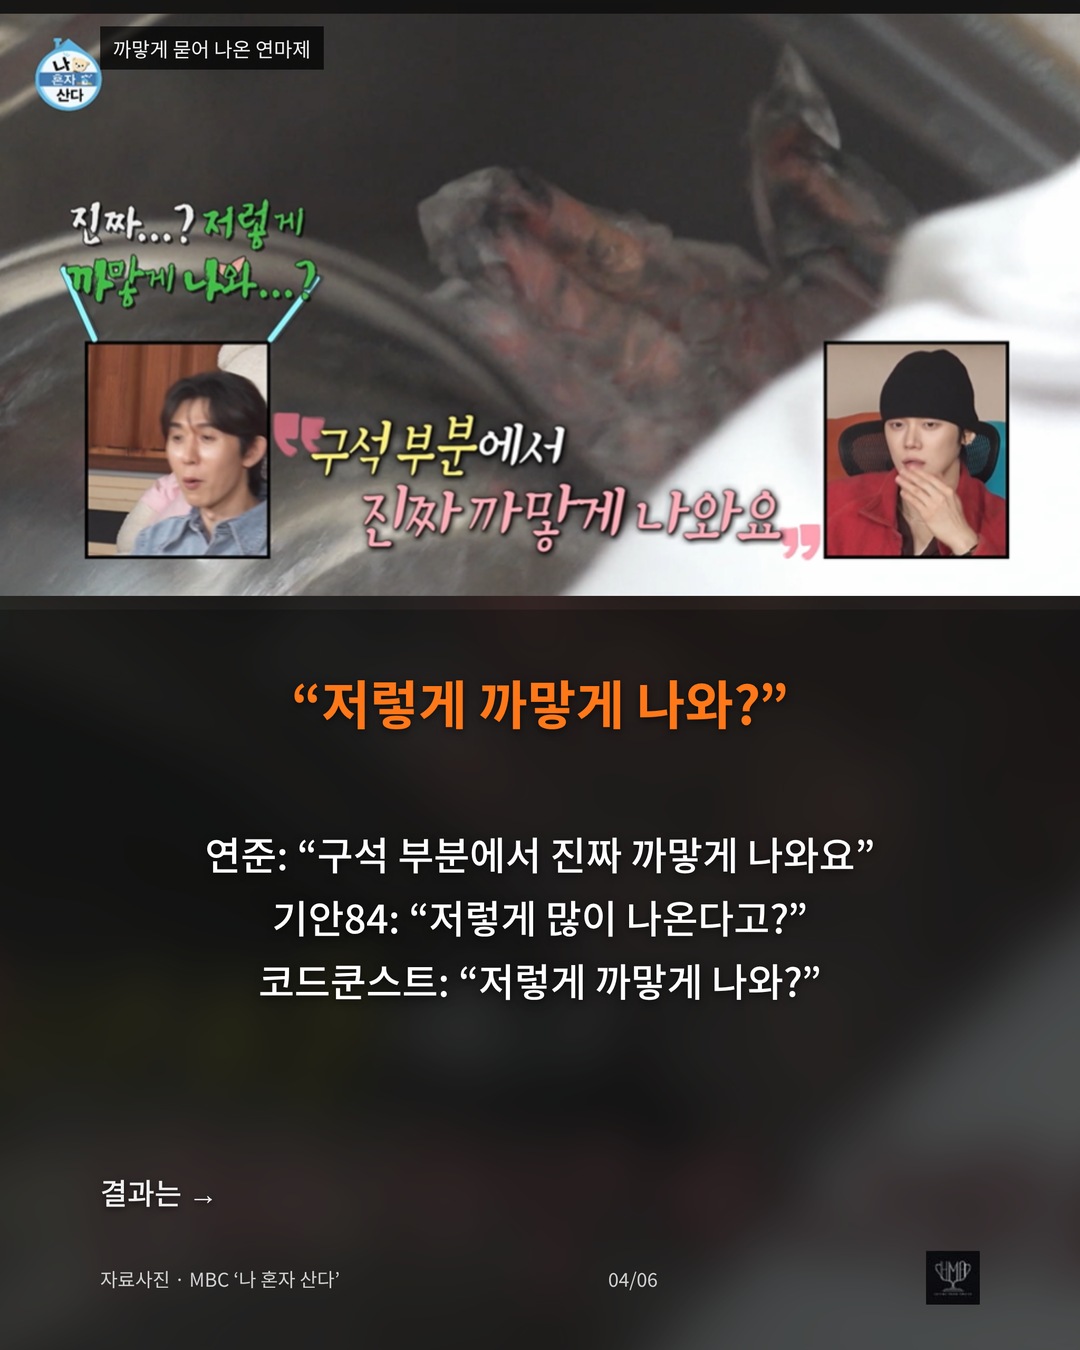 까맣게 묻어 나온 연마제
나
혼자
산다
진짜...? 저렇게
까맣게 나와...?
"구석 부분에서
진짜 까맣게 나와요"
“저렇게 까맣게 나와?”
연준: “구석 부분에서 진짜 까맣게 나와요”
기안84: “저렇게 많이 나온다고?”
코드쿤스트: “저렇게 까맣게 나와?”
결과는 →
자료사진 · MBC ‘나 혼자 산다’
04/06